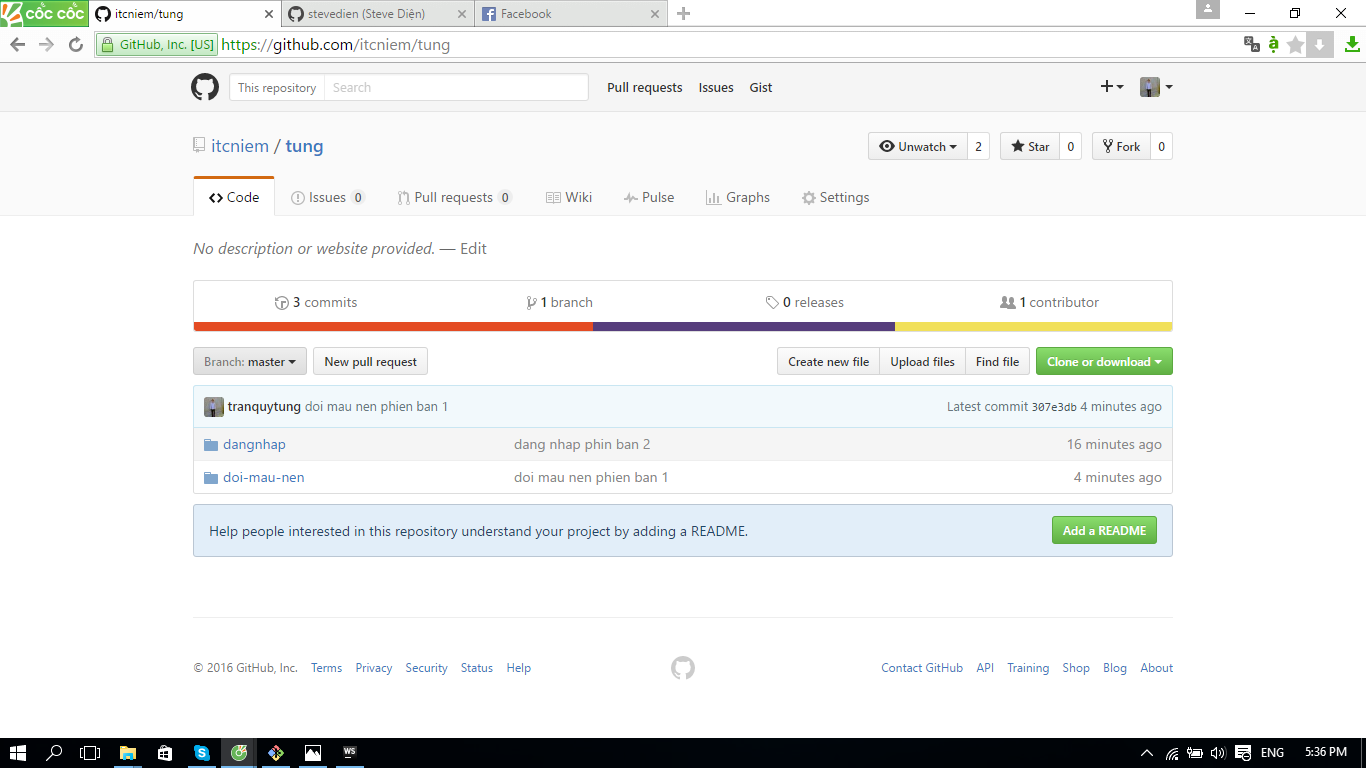 cốc cốc itcniem/tung stevedien (Steve Diện) Facebook
GitHub, Inc. [US] https://github.com/itcniem/tung
This repository Search Pull requests Issues Gist
itcniem / tung Unwatch 2 Star 0 Fork 0
Code Issues 0 Pull requests 0 Wiki Pulse Graphs Settings
No description or website provided. — Edit
3 commits 1 branch 0 releases 1 contributor
Branch: master New pull request Create new file Upload files Find file Clone or download
tranquytung doi mau nen phien ban 1 Latest commit 307e3db 4 minutes ago
dangnhap dang nhap phin ban 2 16 minutes ago
doi-mau-nen doi mau nen phien ban 1 4 minutes ago
Help people interested in this repository understand your project by adding a README. Add a README
© 2016 GitHub, Inc. Terms Privacy Security Status Help Contact GitHub API Training Shop Blog About
WS ENG 5:36 PM